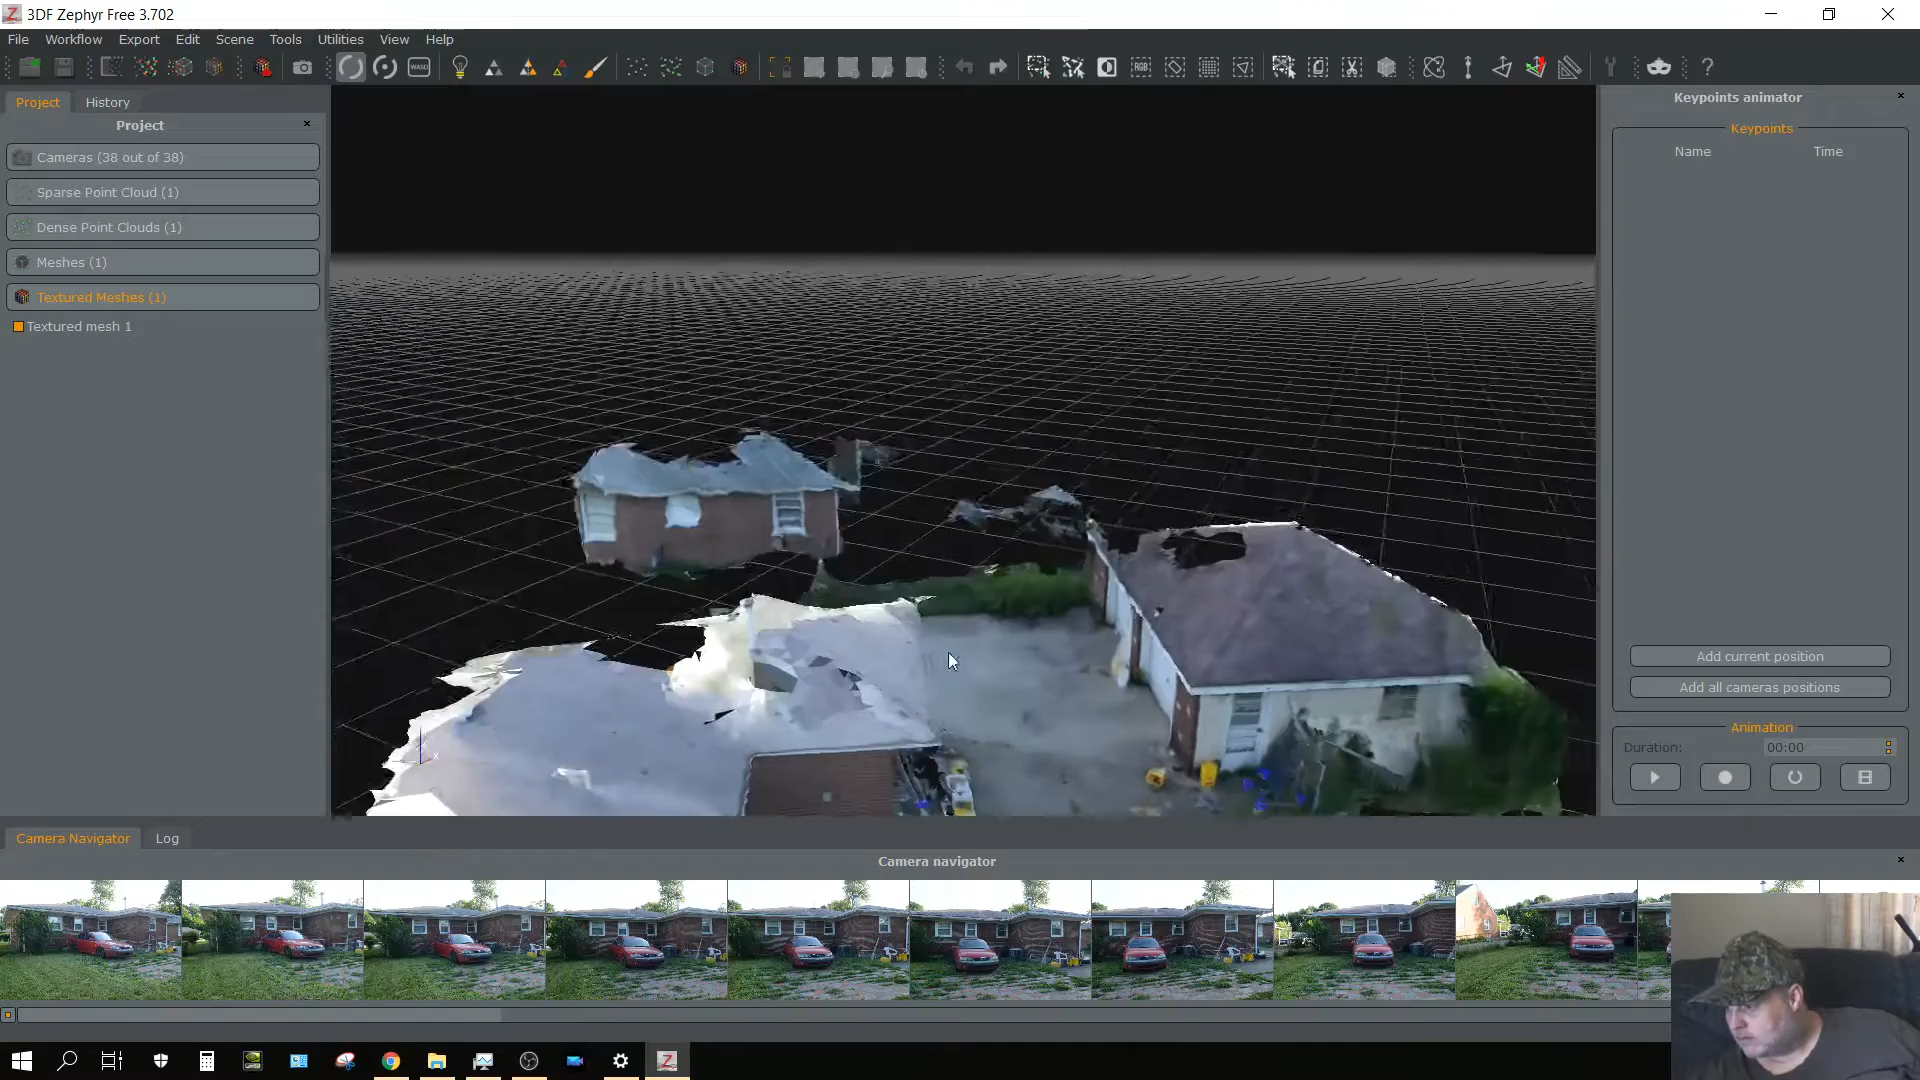 3DF Zephyr Free 3.702
File Workflow Export Edit Scene Tools Utilities View Help
WASD
RGB
Project History
Project
Cameras (38 out of 38)
Sparse Point Cloud (1)
Dense Point Clouds (1)
Meshes (1)
Textured Meshes (1)
Textured mesh 1
Keypoints animator
Keypoints
Name Time
Add current position
Add all cameras positions
Animation
Duration: 00:00
Camera Navigator Log
Camera navigator